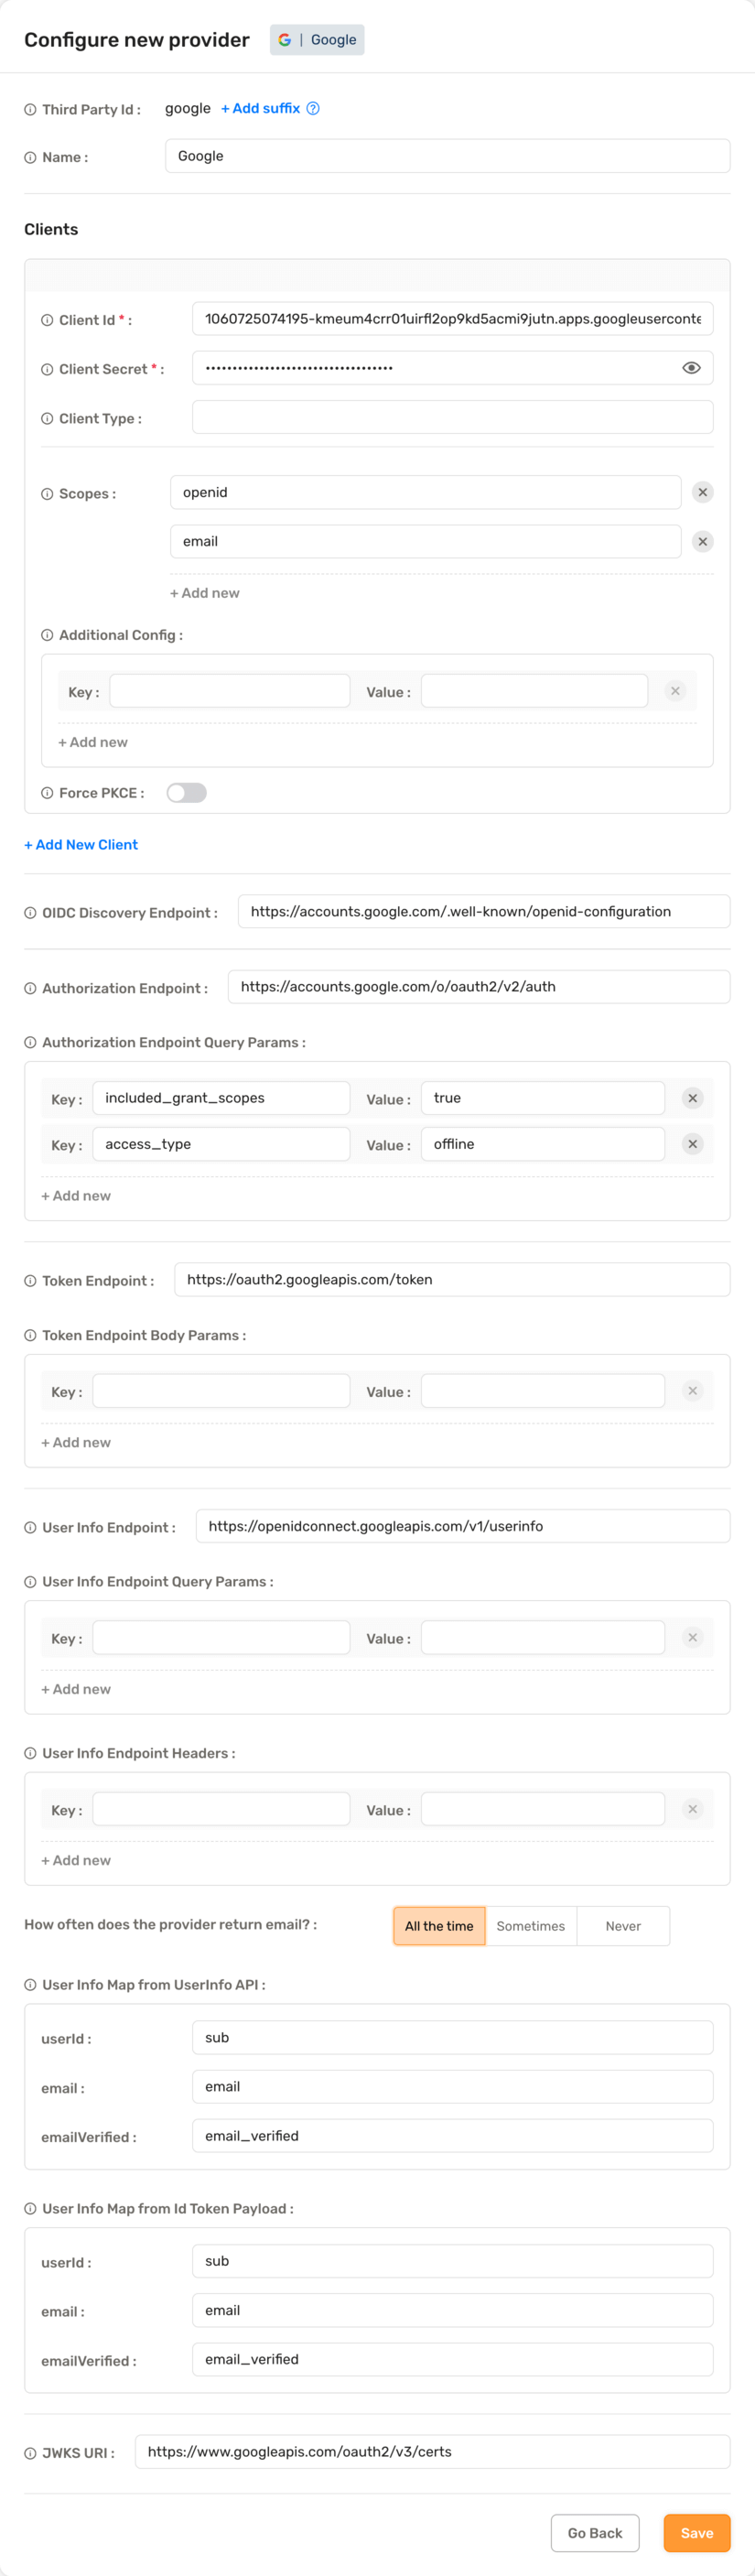 Configure new provider G | Google
Third Party Id : google + Add suffix
Name : Google
Clients
Client Id * : 1060725074195-kmeum4crr01uirfl2op9kd5acmi9jutn.apps.googleuserconte
Client Secret * : •••••••••••••••••••••••••••••••••••
Client Type :
Scopes : openid
email
+ Add new
Additional Config :
Key : Value :
+ Add new
Force PKCE :
+ Add New Client
OIDC Discovery Endpoint : https://accounts.google.com/.well-known/openid-configuration
Authorization Endpoint : https://accounts.google.com/o/oauth2/v2/auth
Authorization Endpoint Query Params :
Key : included_grant_scopes Value : true
Key : access_type Value : offline
+ Add new
Token Endpoint : https://oauth2.googleapis.com/token
Token Endpoint Body Params :
Key : Value :
+ Add new
User Info Endpoint : https://openidconnect.googleapis.com/v1/userinfo
User Info Endpoint Query Params :
Key : Value :
+ Add new
User Info Endpoint Headers :
Key : Value :
+ Add new
How often does the provider return email? : All the time Sometimes Never
User Info Map from UserInfo API :
userId : sub
email : email
emailVerified : email_verified
User Info Map from Id Token Payload :
userId : sub
email : email
emailVerified : email_verified
JWKS URI : https://www.googleapis.com/oauth2/v3/certs
Go Back Save